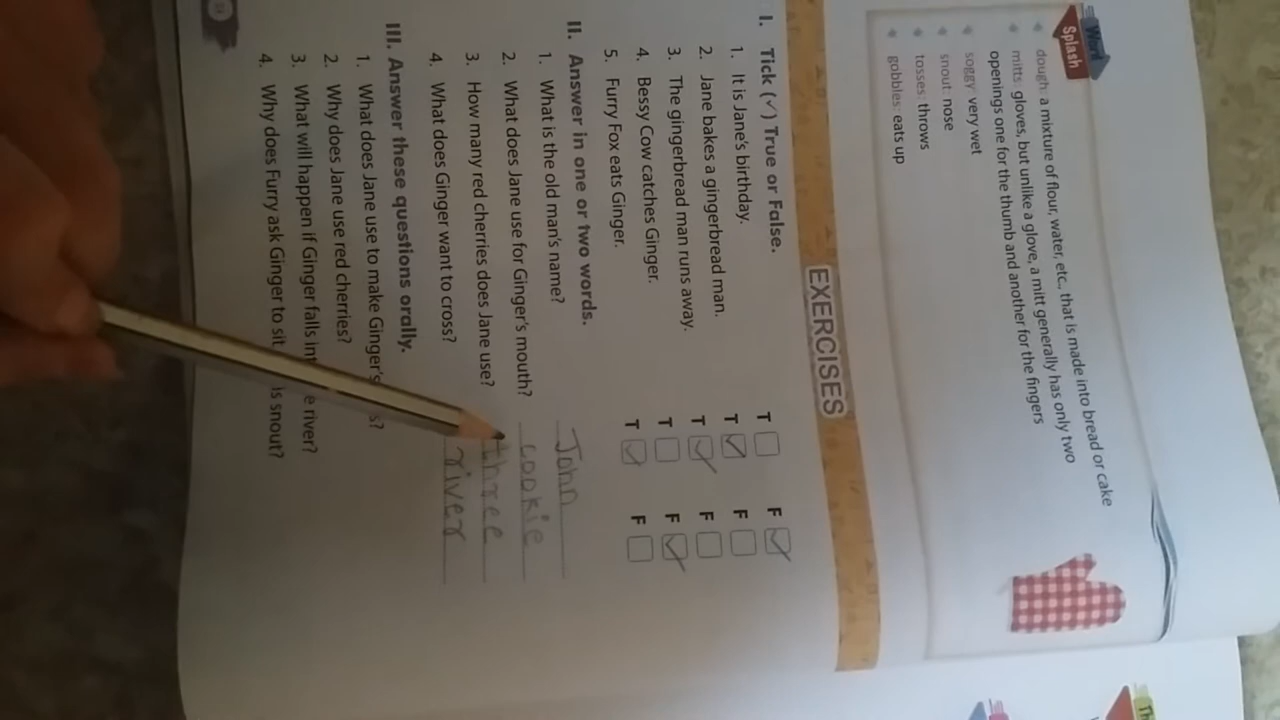 Word
Splash
dough: a mixture of flour, water, etc., that is made into bread or cake
mitts: gloves, but unlike a glove, a mitt generally has only two
openings one for the thumb and another for the fingers
soggy: very wet
snout: nose
tosses: throws
gobbles: eats up
EXERCISES
I. Tick (✓) True or False.
1. It is Jane's birthday. T F ✓
2. Jane bakes a gingerbread man. T ✓ F
3. The gingerbread man runs away. T ✓ F
4. Bessy Cow catches Ginger. T F ✓
5. Furry Fox eats Ginger. T ✓ F
II. Answer in one or two words.
1. What is the old man's name? John
2. What does Jane use for Ginger's mouth? cookie
3. How many red cherries does Jane use? three
4. What does Ginger want to cross? river
III. Answer these questions orally.
1. What does Jane use to make Ginger's s?
2. Why does Jane use red cherries?
3. What will happen if Ginger falls in e river?
4. Why does Furry ask Ginger to sit is snout?